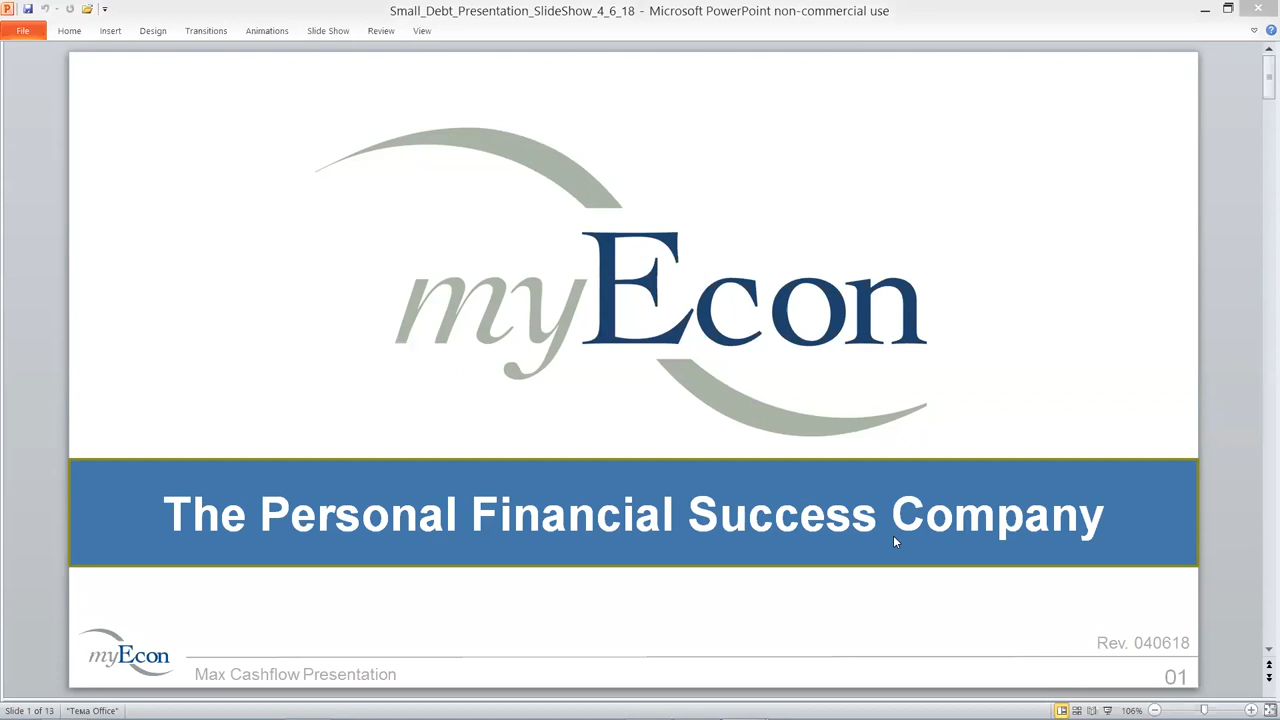 Small_Debt_Presentation_SlideShow_4_6_18 - Microsoft PowerPoint non-commercial use
File Home Insert Design Transitions Animations Slide Show Review View
myEcon
The Personal Financial Success Company
Rev. 040618
myEcon
Max Cashflow Presentation
01
Slide 1 of 13 "Тема Office" 106%